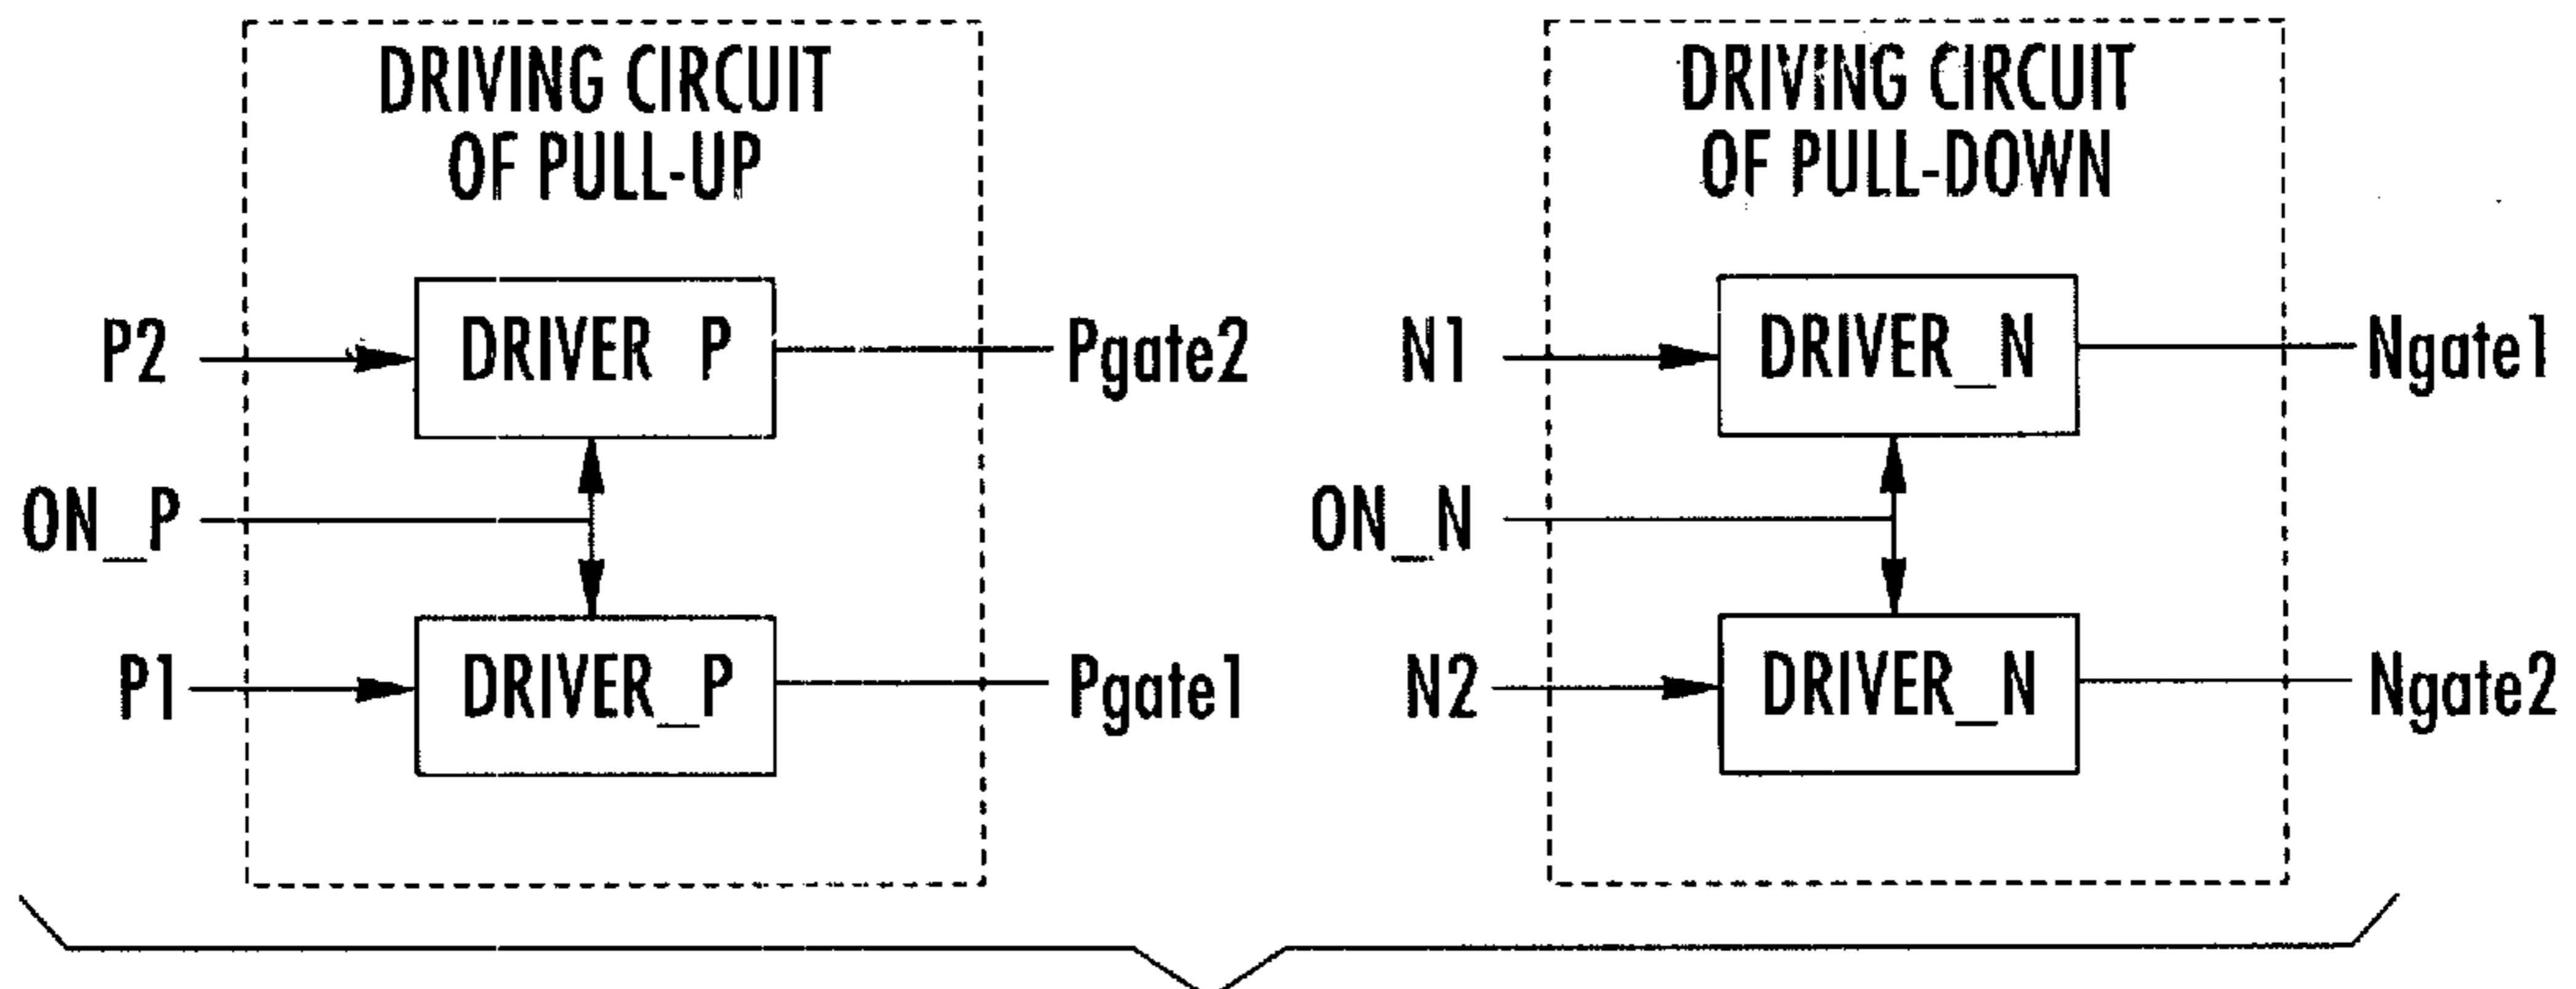 DRIVING CIRCUIT
OF PULL-UP
P2
DRIVER P
Pgate2
ON_P
P1
DRIVER_P
Pgate1
DRIVING CIRCUIT
OF PULL-DOWN
N1
DRIVER_N
Ngate1
ON_N
N2
DRIVER_N
Ngate2